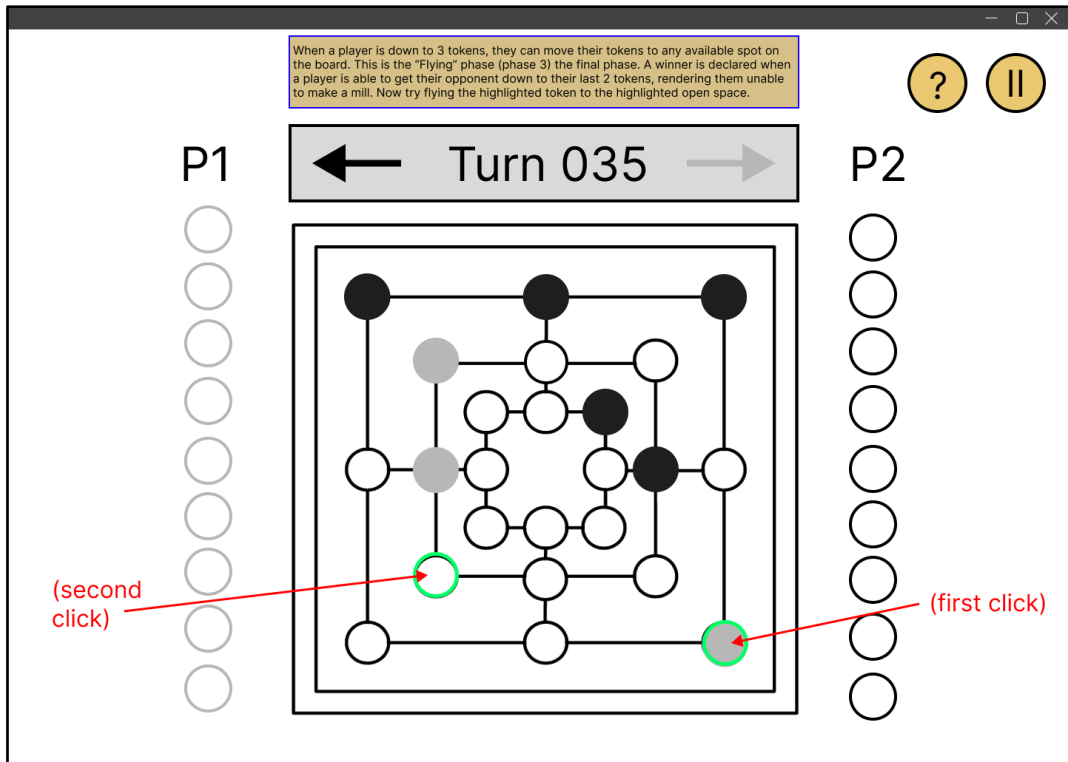 When a player is down to 3 tokens, they can move their tokens to any available spot on
the board. This is the "Flying" phase (phase 3) the final phase. A winner is declared when
a player is able to get their opponent down to their last 2 tokens, rendering them unable
to make a mill. Now try flying the highlighted token to the highlighted open space.
?
P1
Turn 035
P2
(second
click)
(first click)